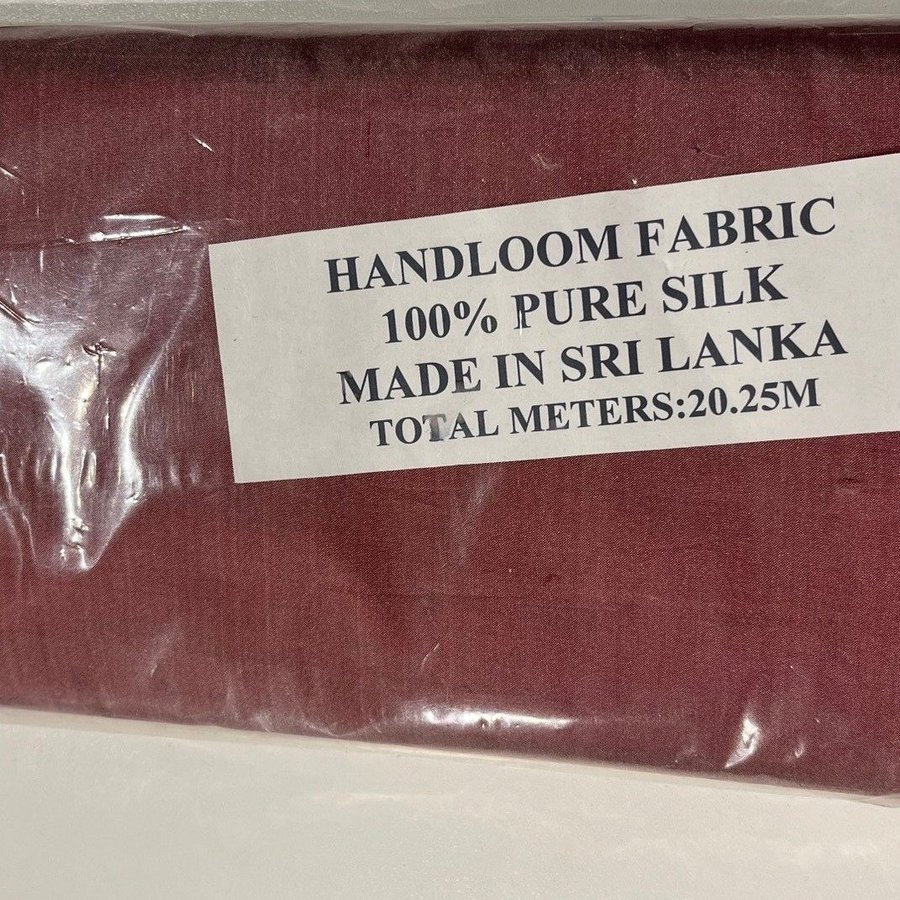 HANDLOOM FABRIC
100% PURE SILK
MADE IN SRI LANKA
TOTAL METERS:20.25M